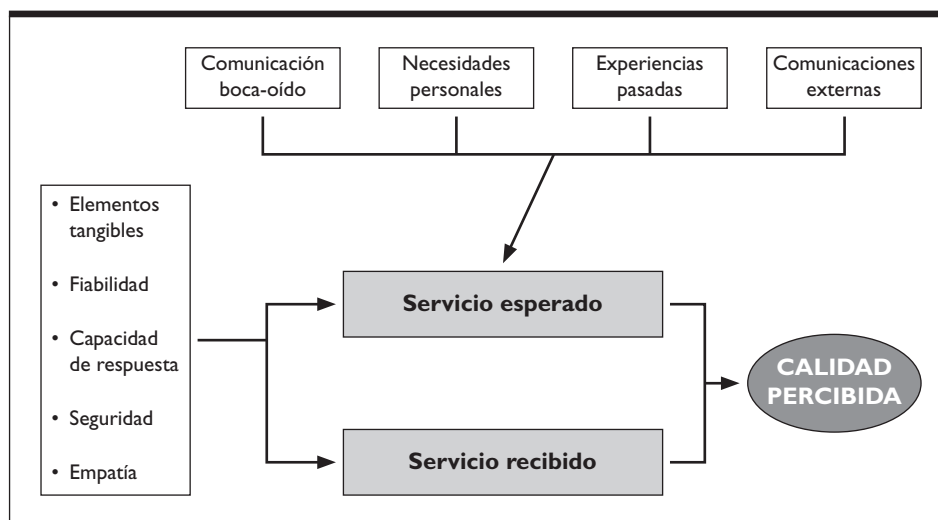 Comunicación
boca-oído
Necesidades
personales
Experiencias
pasadas
Comunicaciones
externas
• Elementos
tangibles
• Fiabilidad
• Capacidad
de respuesta
• Seguridad
• Empatía
Servicio esperado
Servicio recibido
CALIDAD
PERCIBIDA